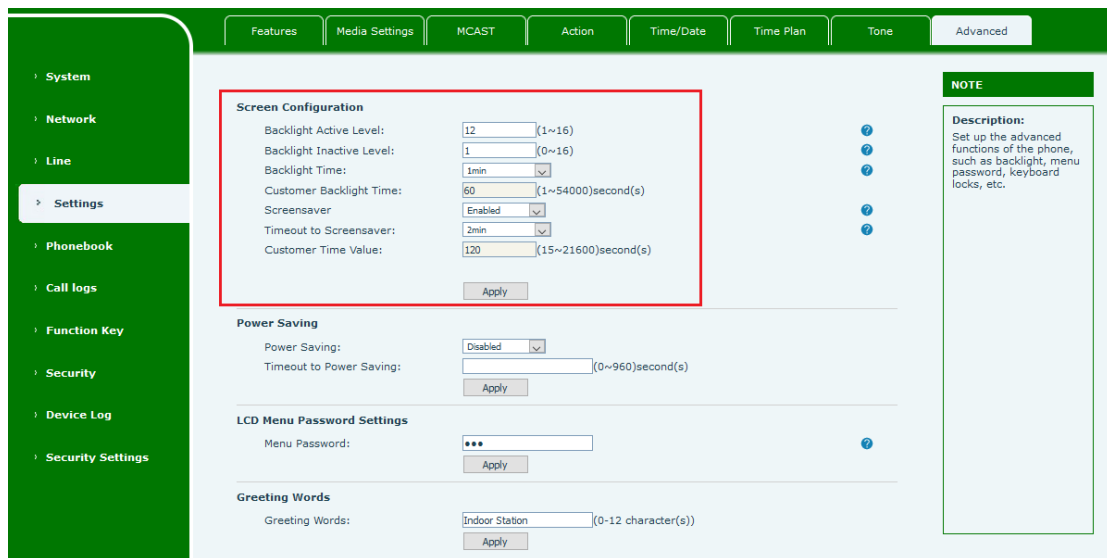 Features Media Settings MCAST Action Time/Date Time Plan Tone Advanced
System
Network
Line
Settings
Phonebook
Call logs
Function Key
Security
Device Log
Security Settings
Screen Configuration
Backlight Active Level: 12 (1~16)
Backlight Inactive Level: 1 (0~16)
Backlight Time: 1min
Customer Backlight Time: 60 (1~54000)second(s)
Screensaver Enabled
Timeout to Screensaver: 2min
Customer Time Value: 120 (15~21600)second(s)
Apply
Power Saving
Power Saving: Disabled
Timeout to Power Saving: (0~960)second(s)
Apply
LCD Menu Password Settings
Menu Password: •••
Apply
Greeting Words
Greeting Words: Indoor Station (0-12 character(s))
Apply
NOTE
Description:
Set up the advanced
functions of the phone,
such as backlight, menu
password, keyboard
locks, etc.